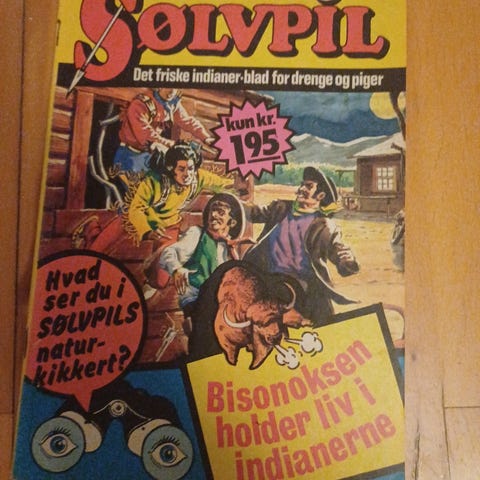 SØLVPIL
Det friske indianer-blad for drenge og piger
kun kr.
1.95
Hvad
ser du i
SØLVPILS
natur-
kikkert?
Bisonoksen
holder liv i
indianerne